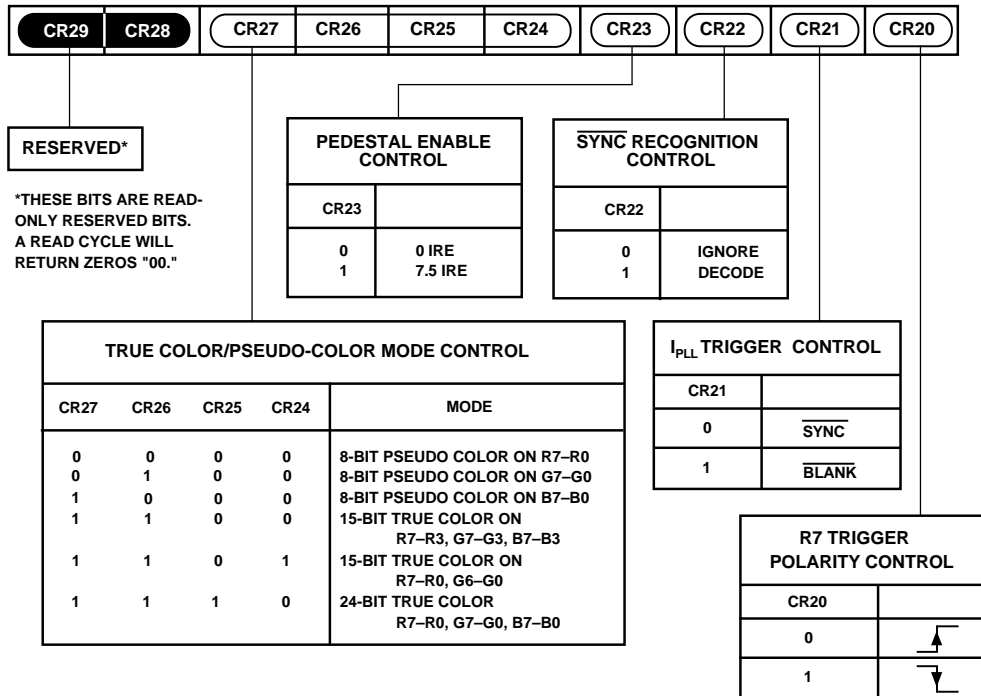 CR29 CR28 CR27 CR26 CR25 CR24 CR23 CR22 CR21 CR20
RESERVED*
*THESE BITS ARE READ-
ONLY RESERVED BITS.
A READ CYCLE WILL
RETURN ZEROS "00."
PEDESTAL ENABLE
CONTROL
CR23
0 0 IRE
1 7.5 IRE
SYNC RECOGNITION
CONTROL
CR22
0 IGNORE
1 DECODE
TRUE COLOR/PSEUDO-COLOR MODE CONTROL
CR27 CR26 CR25 CR24 MODE
0 0 0 0 8-BIT PSEUDO COLOR ON R7–R0
0 1 0 0 8-BIT PSEUDO COLOR ON G7–G0
1 0 0 0 8-BIT PSEUDO COLOR ON B7–B0
1 1 0 0 15-BIT TRUE COLOR ON
R7–R3, G7–G3, B7–B3
1 1 0 1 15-BIT TRUE COLOR ON
R7–R0, G6–G0
1 1 1 0 24-BIT TRUE COLOR
R7–R0, G7–G0, B7–B0
IPLL TRIGGER CONTROL
CR21
0 SYNC
1 BLANK
R7 TRIGGER
POLARITY CONTROL
CR20
0
1